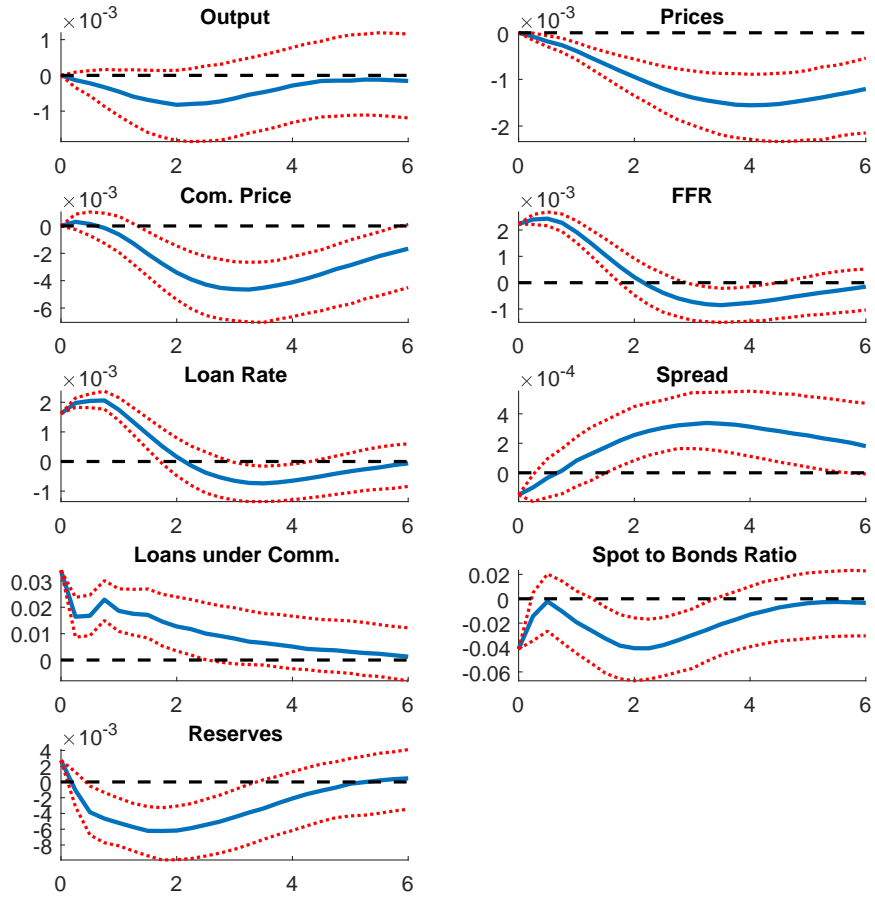 Output
×10^-3
1
0
-1
0 2 4 6
Prices
×10^-3
0
-1
-2
0 2 4 6
Com. Price
×10^-3
0
-2
-4
-6
0 2 4 6
FFR
×10^-3
2
1
0
-1
0 2 4 6
Loan Rate
×10^-3
2
1
0
-1
0 2 4 6
Spread
×10^-4
4
2
0
0 2 4 6
Loans under Comm.
0.03
0.02
0.01
0
0 2 4 6
Spot to Bonds Ratio
0.02
0
-0.02
-0.04
-0.06
0 2 4 6
Reserves
×10^-3
4
2
0
-2
-4
-6
-8
0 2 4 6